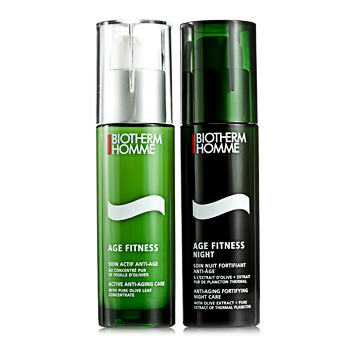 BIOTHERM
HOMME
AGE FITNESS
SOIN ACTIF ANTI-AGE
AU CONCENTRÉ PUR
DE FEUILLE D'OLIVIER
ACTIVE ANTI-AGING CARE
WITH PURE OLIVE LEAF
CONCENTRATE
BIOTHERM
HOMME
AGE FITNESS
NIGHT
SOIN NUIT FORTIFIANT
ANTI-ÂGE
À L'EXTRAIT D'OLIVE + EXTRAIT
PUR DE PLANCTON THERMAL
ANTI-AGING FORTIFYING
NIGHT CARE
WITH OLIVE EXTRACT + PURE
EXTRACT OF THERMAL PLANKTON